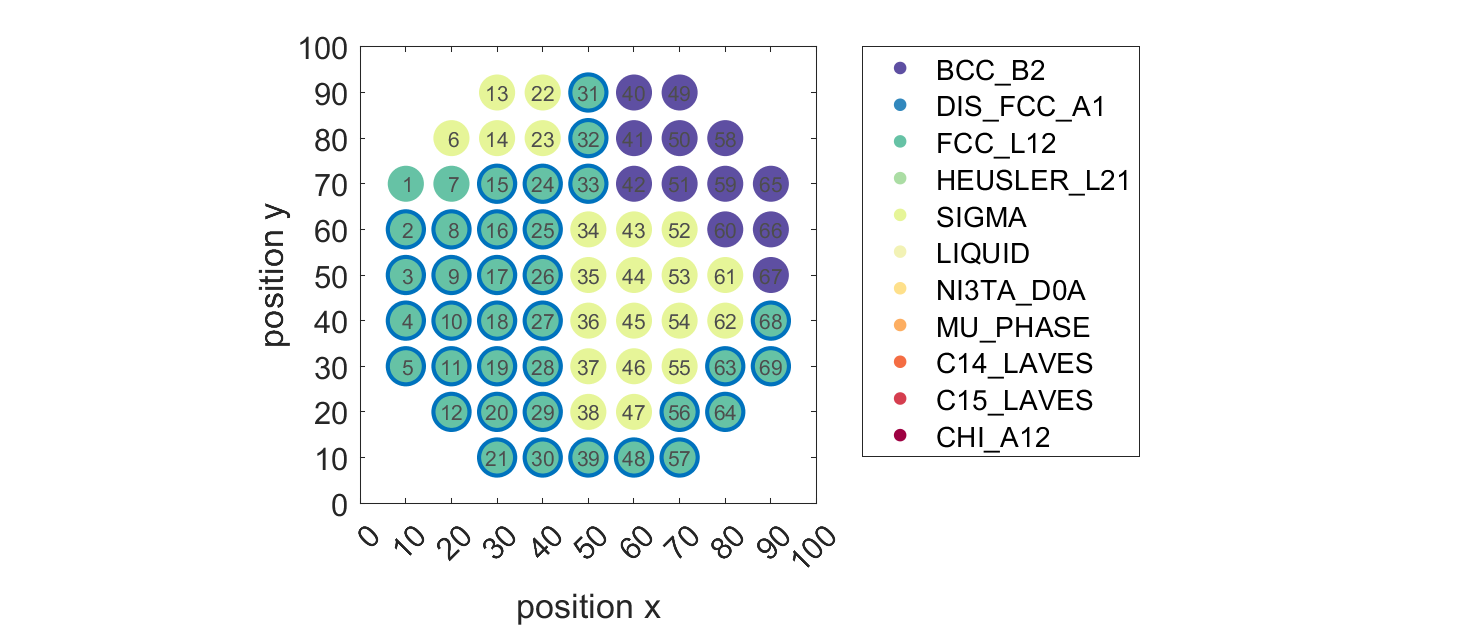 100
90 13 22 31 40 49
80 6 14 23 32 41 50 58
70 1 7 15 24 33 42 51 59 65
60 2 8 16 25 34 43 52 60 66
50 3 9 17 26 35 44 53 61 67
40 4 10 18 27 36 45 54 62 68
30 5 11 19 28 37 46 55 63 69
20 12 20 29 38 47 56 64
10 21 30 39 48 57
0
position y
0 10 20 30 40 50 60 70 80 90 100
position x
BCC_B2
DIS_FCC_A1
FCC_L12
HEUSLER_L21
SIGMA
LIQUID
NI3TA_D0A
MU_PHASE
C14_LAVES
C15_LAVES
CHI_A12